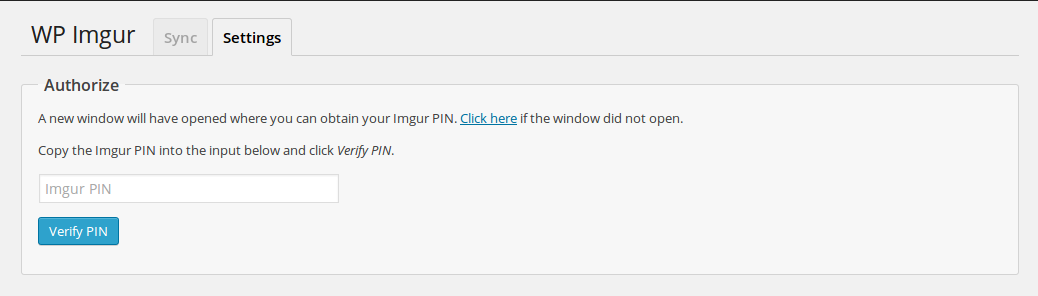 WP Imgur Sync Settings
Authorize
A new window will have opened where you can obtain your Imgur PIN. Click here if the window did not open.
Copy the Imgur PIN into the input below and click Verify PIN.
Imgur PIN
Verify PIN